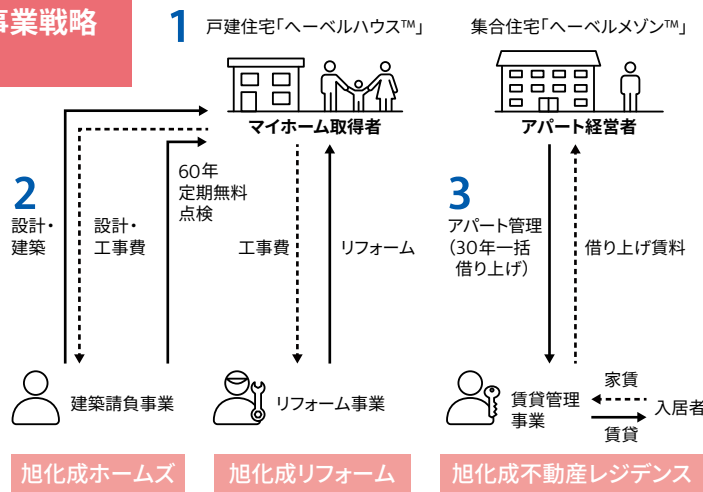 事業戦略
1
戸建住宅「ヘーベルハウス™」
集合住宅「ヘーベルメゾン™」
マイホーム取得者
アパート経営者
2
設計・
建築
設計・
工事費
60年
定期無料
点検
工事費
リフォーム
3
アパート管理
(30年一括
借り上げ)
借り上げ賃料
建築請負事業
リフォーム事業
賃貸管理
事業
家賃
入居者
賃貸
旭化成ホームズ
旭化成リフォーム
旭化成不動産レジデンス